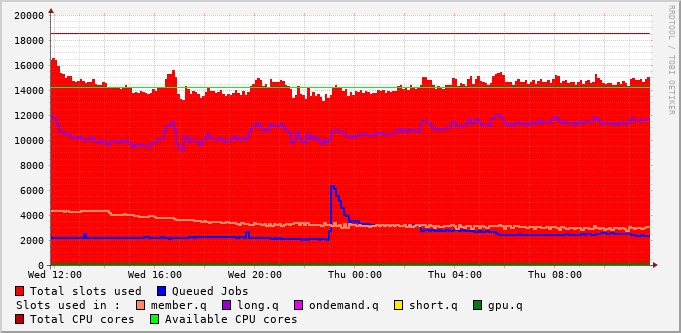 20000
18000
16000
14000
12000
10000
8000
6000
4000
2000
0
Wed 12:00 Wed 16:00 Wed 20:00 Thu 00:00 Thu 04:00 Thu 08:00
RRDTOOL / TOBI OETIKER
Total slots used Queued Jobs
Slots used in : member.q long.q ondemand.q short.q gpu.q
Total CPU cores Available CPU cores